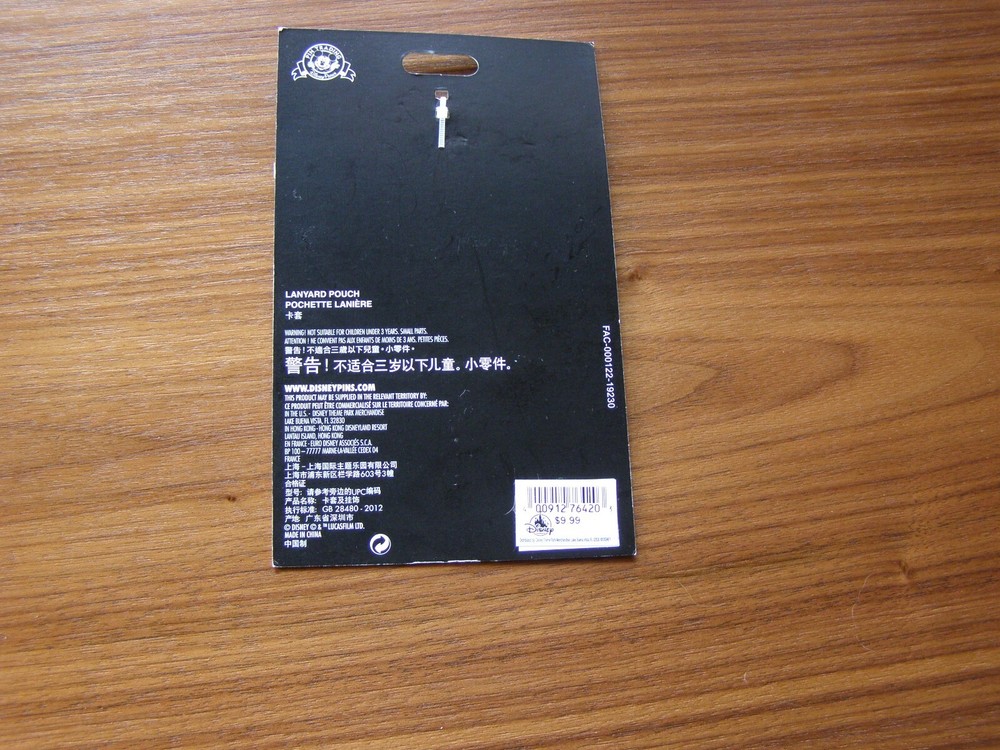 PIN TRADING
LANYARD POUCH
POCHETTE LANIÈRE
卡套
WARNING! NOT SUITABLE FOR CHILDREN UNDER 3 YEARS. SMALL PARTS.
ATTENTION ! NE CONVIENT PAS AUX ENFANTS DE MOINS DE 3 ANS. PETITES PIÈCES.
警告!不適合三歲以下兒童。小零件。
警告!不适合三岁以下儿童。小零件。
WWW.DISNEYPINS.COM
THIS PRODUCT MAY BE SUPPLIED IN THE RELEVANT TERRITORY BY:
CE PRODUIT PEUT ÊTRE COMMERCIALISÉ SUR LE TERRITOIRE CONCERNÉ PAR:
IN THE U.S. - DISNEY THEME PARK MERCHANDISE
LAKE BUENA VISTA, FL 32830
IN HONG KONG - HONG KONG DISNEYLAND RESORT
LANTAU ISLAND, HONG KONG
EN FRANCE - EURO DISNEY ASSOCIÉS S.C.A.
BP 100 – 77777 MARNE-LA-VALLÉE CEDEX 04
FRANCE
上海 - 上海国际主题乐园有限公司
上海市浦东新区栏学路603号3幢
合格证
型号: 请参考旁边的UPC编码
产品名称: 卡套及挂饰
执行标准: GB 28480 - 2012
产地: 广东省深圳市
© DISNEY © & ™ LUCASFILM LTD.
MADE IN CHINA
中国制
FAC-000122-19230
00912 76420
Disney
$9.99